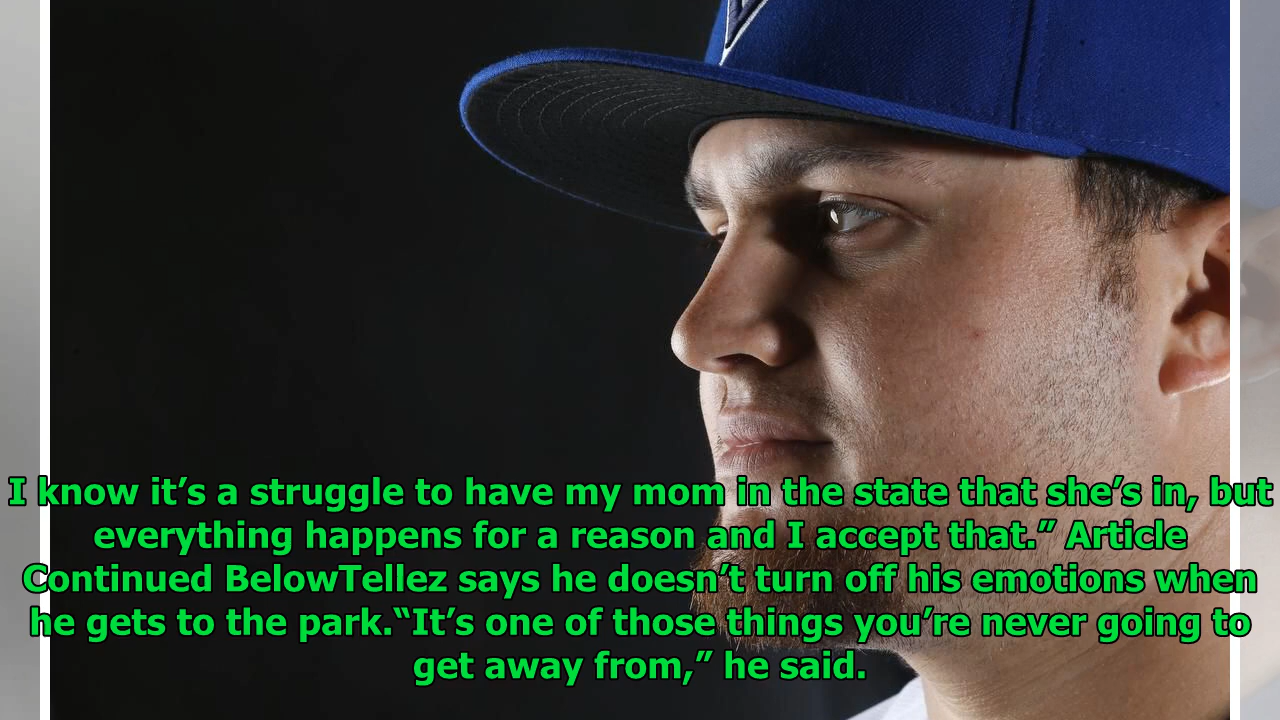 I know it’s a struggle to have my mom in the state that she’s in, but
everything happens for a reason and I accept that.” Article
Continued BelowTellez says he doesn’t turn off his emotions when
he gets to the park.“It’s one of those things you’re never going to
get away from,” he said.